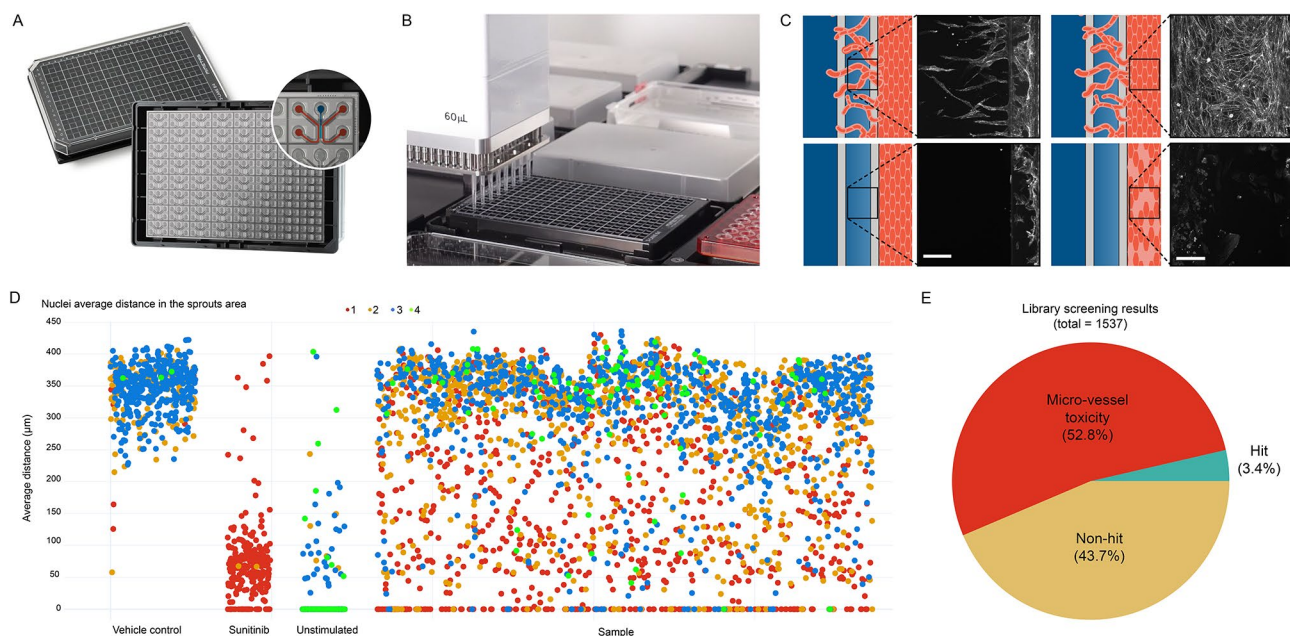 A
B
60µL
C
D
Nuclei average distance in the sprouts area
1 2 3 4
450
400
350
300
250
200
150
100
50
0
Average distance (µm)
Vehicle control
Sunitinib
Unstimulated
Sample
E
Library screening results
(total = 1537)
Micro-vessel
toxicity
(52.8%)
Hit
(3.4%)
Non-hit
(43.7%)